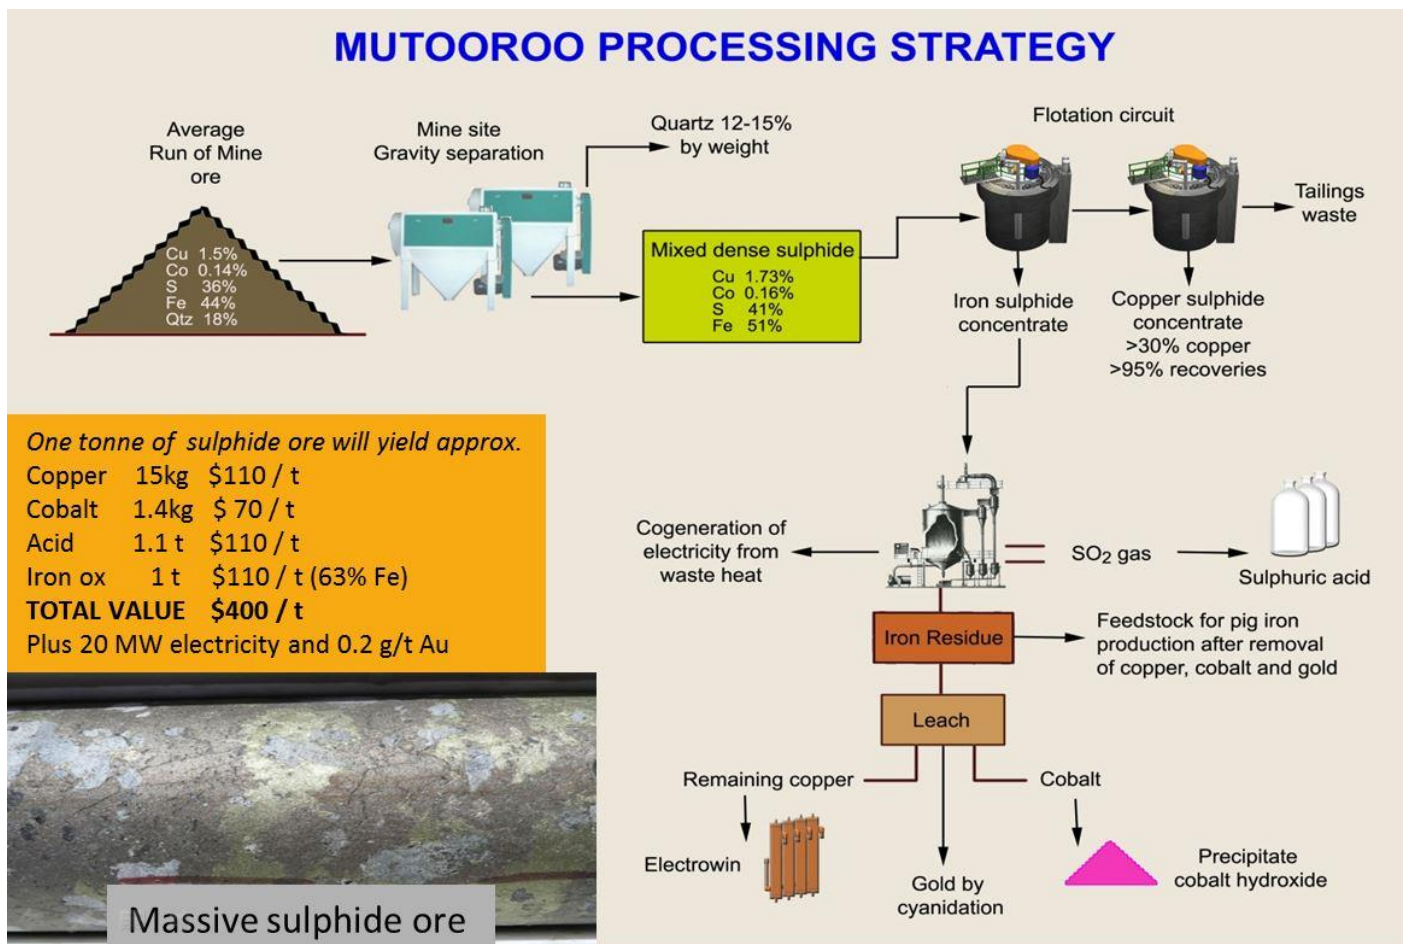 MUTOOROO PROCESSING STRATEGY
Average
Run of Mine
ore
Cu 1.5%
Co 0.14%
S 36%
Fe 44%
Qtz 18%
Mine site
Gravity separation
Quartz 12-15%
by weight
Mixed dense sulphide
Cu 1.73%
Co 0.16%
S 41%
Fe 51%
Flotation circuit
Tailings
waste
Iron sulphide
concentrate
Copper sulphide
concentrate
>30% copper
>95% recoveries
One tonne of sulphide ore will yield approx.
Copper 15kg $110 / t
Cobalt 1.4kg $ 70 / t
Acid 1.1 t $110 / t
Iron ox 1 t $110 / t (63% Fe)
TOTAL VALUE $400 / t
Plus 20 MW electricity and 0.2 g/t Au
Cogeneration of
electricity from
waste heat
SO2 gas
Sulphuric acid
Iron Residue
Feedstock for pig iron
production after removal
of copper, cobalt and gold
Leach
Remaining copper
Cobalt
Electrowin
Gold by
cyanidation
Precipitate
cobalt hydroxide
Massive sulphide ore